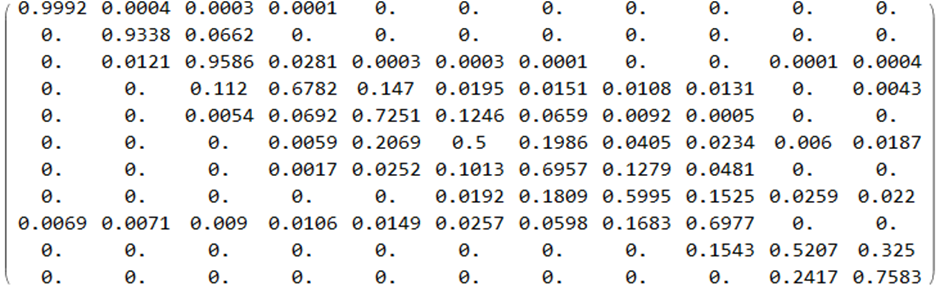 0.9992 0.0004 0.0003 0.0001 0. 0. 0. 0. 0. 0. 0.
0. 0.9338 0.0662 0. 0. 0. 0. 0. 0. 0. 0.
0. 0.0121 0.9586 0.0281 0.0003 0.0003 0.0001 0. 0. 0.0001 0.0004
0. 0. 0.112 0.6782 0.147 0.0195 0.0151 0.0108 0.0131 0. 0.0043
0. 0. 0.0054 0.0692 0.7251 0.1246 0.0659 0.0092 0.0005 0. 0.
0. 0. 0. 0.0059 0.2069 0.5 0.1986 0.0405 0.0234 0.006 0.0187
0. 0. 0. 0.0017 0.0252 0.1013 0.6957 0.1279 0.0481 0. 0.
0. 0. 0. 0. 0. 0.0192 0.1809 0.5995 0.1525 0.0259 0.022
0.0069 0.0071 0.009 0.0106 0.0149 0.0257 0.0598 0.1683 0.6977 0. 0.
0. 0. 0. 0. 0. 0. 0. 0. 0.1543 0.5207 0.325
0. 0. 0. 0. 0. 0. 0. 0. 0. 0.2417 0.7583